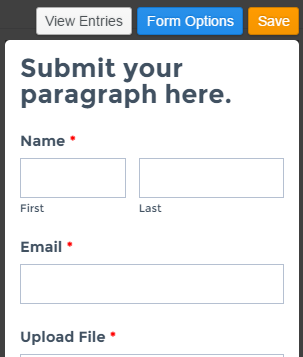 View Entries Form Options Save
Submit your
paragraph here.
Name *
First Last
Email *
Upload File *